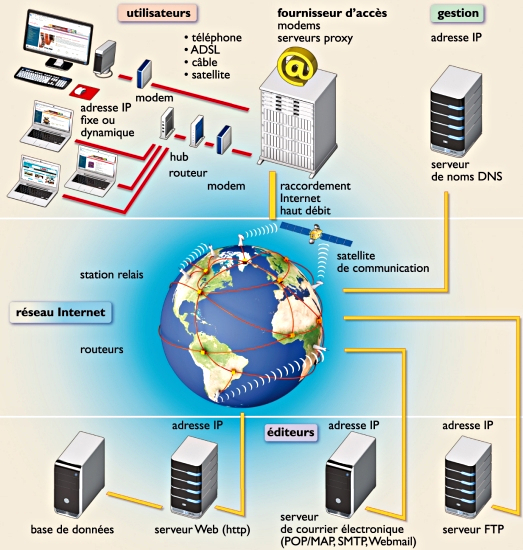 utilisateurs
• téléphone
• ADSL
• câble
• satellite
fournisseur d'accès
modems
serveurs proxy
@
gestion
adresse IP
modem
adresse IP
fixe ou
dynamique
hub
routeur
modem
raccordement
Internet
haut débit
serveur
de noms DNS
satellite
de communication
station relais
réseau Internet
routeurs
éditeurs
adresse IP
adresse IP
adresse IP
base de données
serveur Web (http)
serveur
de courrier électronique
(POP/MAP, SMTP, Webmail)
serveur FTP